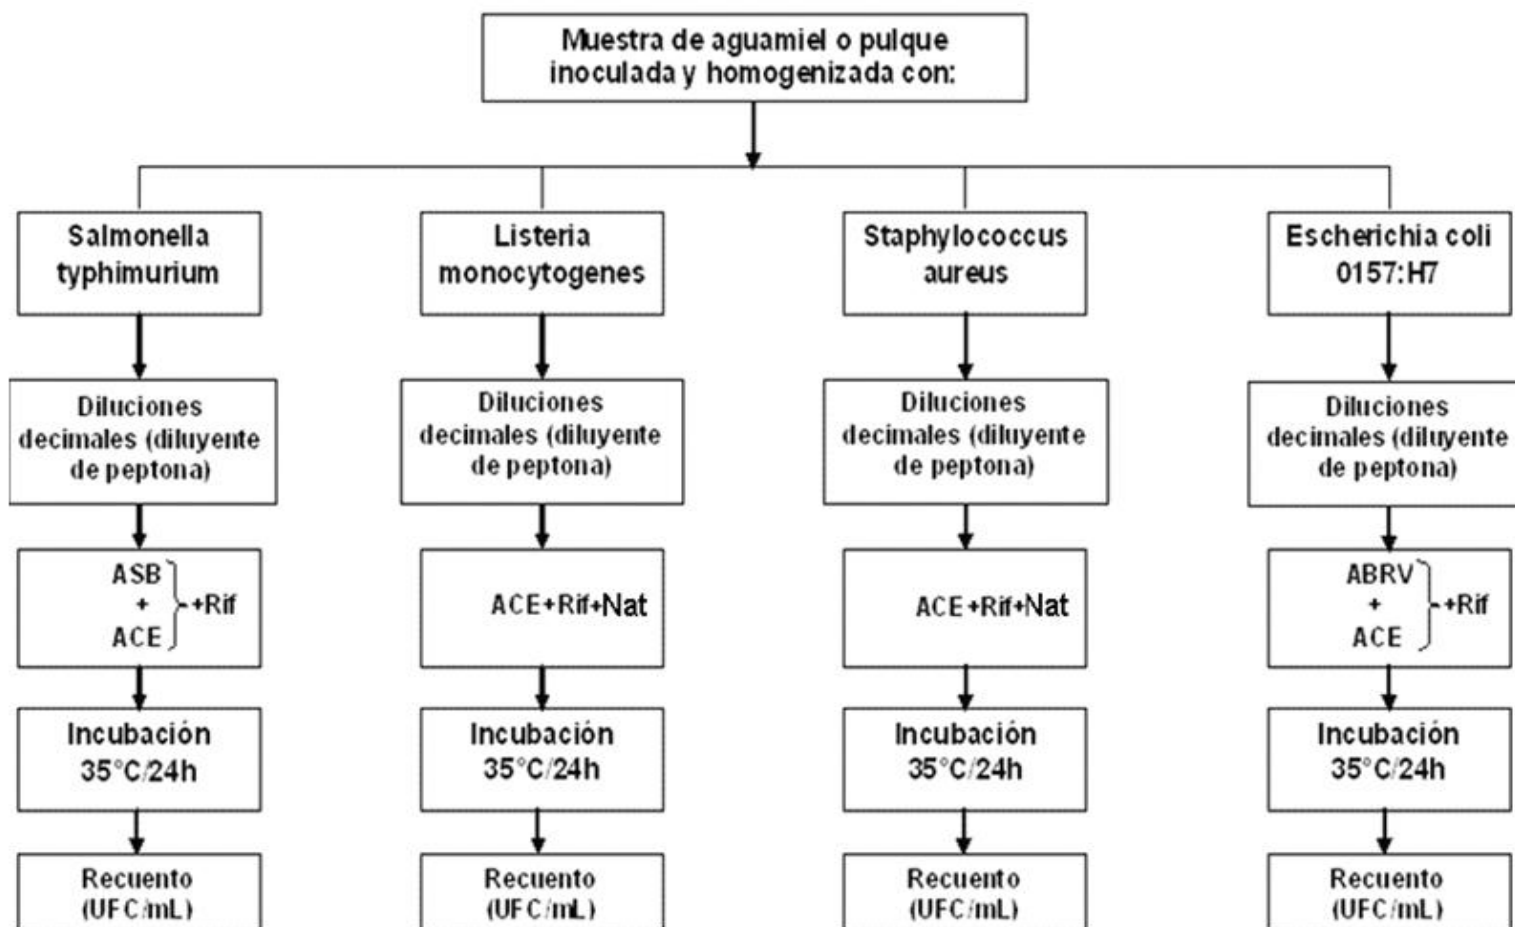 Muestra de aguamiel o pulque
inoculada y homogenizada con:
Salmonella
typhimurium
Listeria
monocytogenes
Staphylococcus
aureus
Escherichia coli
0157:H7
Diluciones
decimales (diluyente
de peptona)
Diluciones
decimales (diluyente
de peptona)
Diluciones
decimales (diluyente
de peptona)
Diluciones
decimales (diluyente
de peptona)
ASB
+
ACE
+Rif
ACE+Rif+Nat
ACE+Rif+Nat
ABRV
+
ACE
+Rif
Incubación
35°C/24h
Incubación
35°C/24h
Incubación
35°C/24h
Incubación
35°C/24h
Recuento
(UFC/mL)
Recuento
(UFC/mL)
Recuento
(UFC/mL)
Recuento
(UFC/mL)